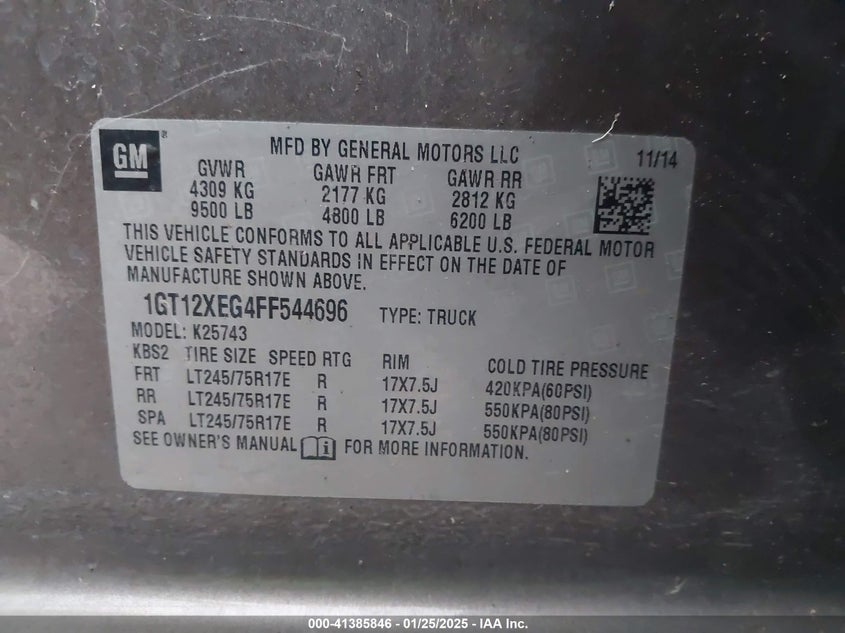 GM
MFD BY GENERAL MOTORS LLC 11/14
GVWR GAWR FRT GAWR RR
4309 KG 2177 KG 2812 KG
9500 LB 4800 LB 6200 LB
THIS VEHICLE CONFORMS TO ALL APPLICABLE U.S. FEDERAL MOTOR
VEHICLE SAFETY STANDARDS IN EFFECT ON THE DATE OF
MANUFACTURE SHOWN ABOVE.
1GT12XEG4FF544696 TYPE: TRUCK
MODEL: K25743
KBS2 TIRE SIZE SPEED RTG RIM COLD TIRE PRESSURE
FRT LT245/75R17E R 17X7.5J 420KPA(60PSI)
RR LT245/75R17E R 17X7.5J 550KPA(80PSI)
SPA LT245/75R17E R 17X7.5J 550KPA(80PSI)
SEE OWNER'S MANUAL i FOR MORE INFORMATION.
000-41385846 - 01/25/2025 - IAA Inc.